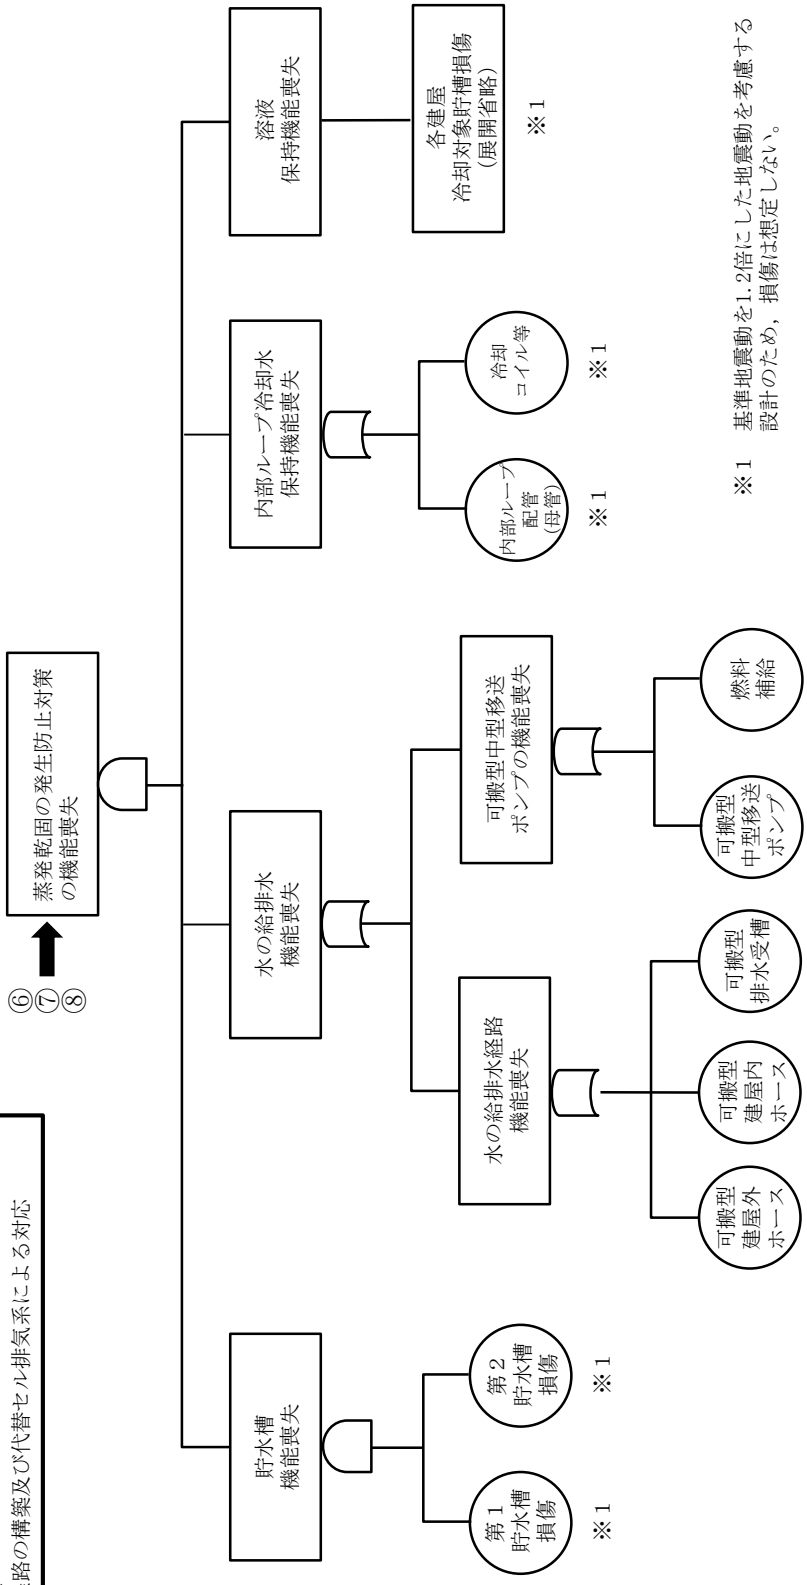 路の構築及び代替セル排気系による対応
⑥
⑦
⑧
蒸発乾固の発生防止対策
の機能喪失
貯水槽
機能喪失
水の給排水
機能喪失
内部ループ冷却水
保持機能喪失
溶液
保持機能喪失
第1
貯水槽
損傷
※1
第2
貯水槽
損傷
※1
水の給排水経路
機能喪失
可搬型中型移送
ポンプの機能喪失
可搬型
建屋外
ホース
可搬型
建屋内
ホース
可搬型
排水受槽
可搬型
中型移送
ポンプ
燃料
補給
内部ループ
配管
(母管)
※1
冷却
コイル等
※1
各建屋
冷却対象貯槽損傷
(展開省略)
※1
※1 基準地震動を1.2倍にした地震動を考慮する
設計のため，損傷は想定しない。